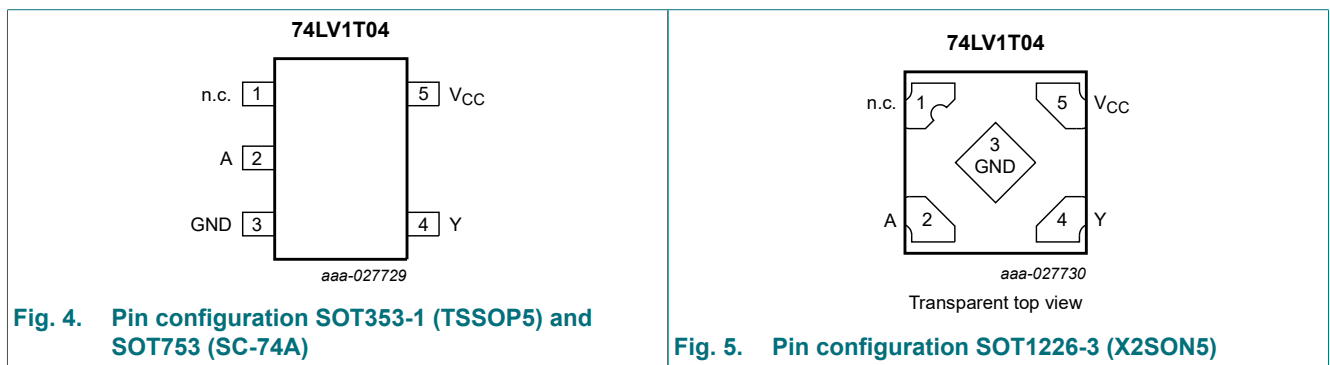 74LV1T04
n.c. 1
5 VCC
A 2
GND 3
4 Y
aaa-027729
Fig. 4. Pin configuration SOT353-1 (TSSOP5) and
SOT753 (SC-74A)
74LV1T04
n.c. 1
5 VCC
3
GND
A 2
4 Y
aaa-027730
Transparent top view
Fig. 5. Pin configuration SOT1226-3 (X2SON5)